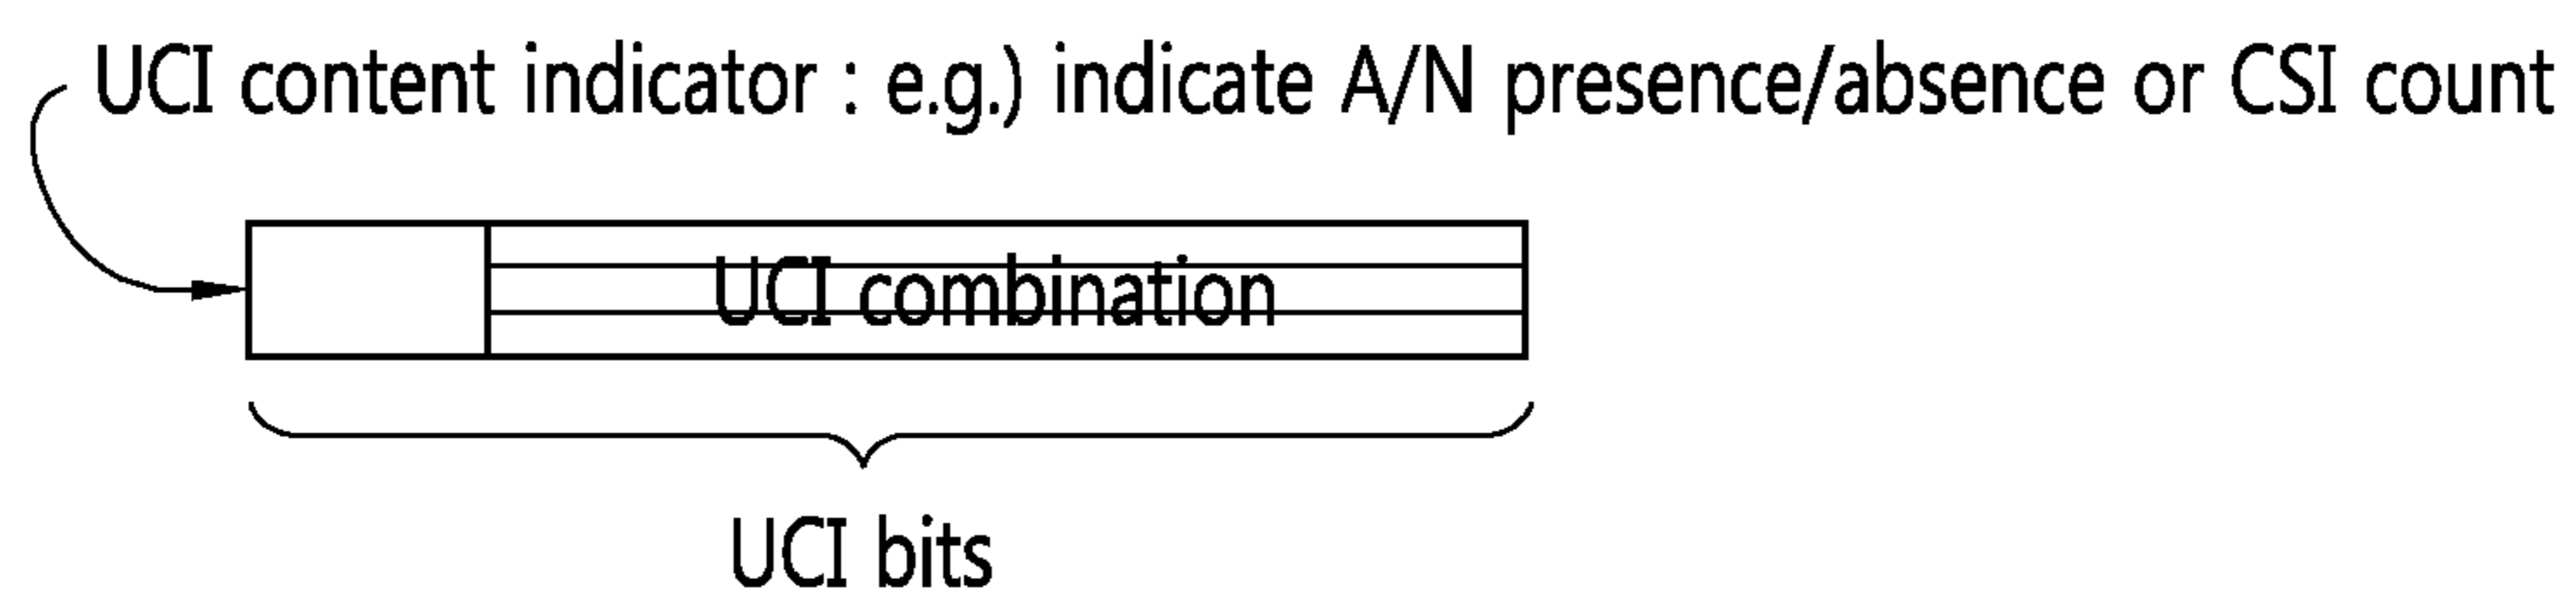 UCI content indicator : e.g.) indicate A/N presence/absence or CSI count
UCI combination
UCI bits